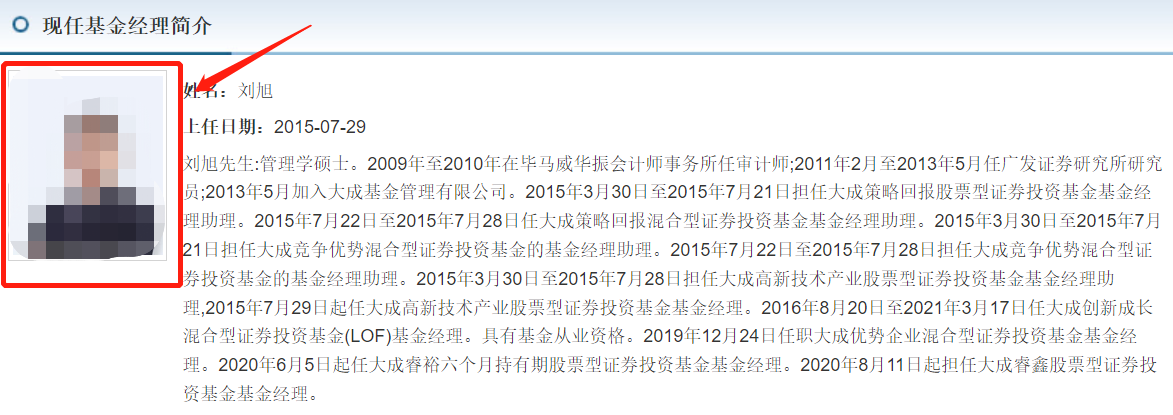 现任基金经理简介
姓名：刘旭
上任日期：2015-07-29
刘旭先生:管理学硕士。2009年至2010年在毕马威华振会计师事务所任审计师;2011年2月至2013年5月任广发证券研究所研究
员;2013年5月加入大成基金管理有限公司。2015年3月30日至2015年7月21日担任大成策略回报股票型证券投资基金基金经
理助理。2015年7月22日至2015年7月28日任大成策略回报混合型证券投资基金基金经理助理。2015年3月30日至2015年7月
21日担任大成竞争优势混合型证券投资基金的基金经理助理。2015年7月22日至2015年7月28日担任大成竞争优势混合型证
券投资基金的基金经理助理。2015年3月30日至2015年7月28日担任大成高新技术产业股票型证券投资基金基金经理助
理,2015年7月29日起任大成高新技术产业股票型证券投资基金基金经理。2016年8月20日至2021年3月17日任大成创新成长
混合型证券投资基金(LOF)基金经理。具有基金从业资格。2019年12月24日任职大成优势企业混合型证券投资基金基金经
理。2020年6月5日起任大成睿裕六个月持有期股票型证券投资基金基金经理。2020年8月11日起担任大成睿鑫股票型证券投
资基金基金经理。